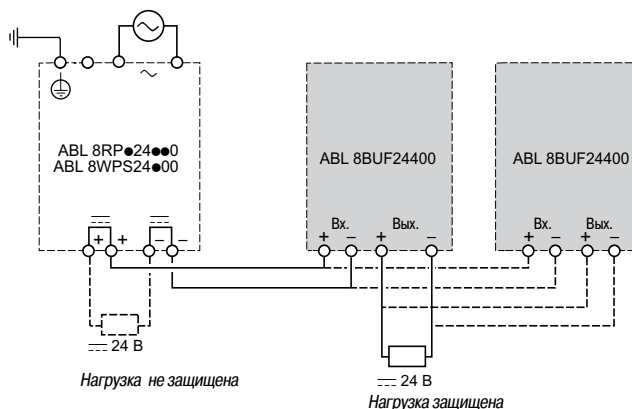 ABL 8RP●24●●0
ABL 8WPS24●00
+ + – –
24 В
Нагрузка не защищена
ABL 8BUF24400
Вх. Вых.
+ – + –
24 В
Нагрузка защищена
ABL 8BUF24400
Вх. Вых.
+ – + –